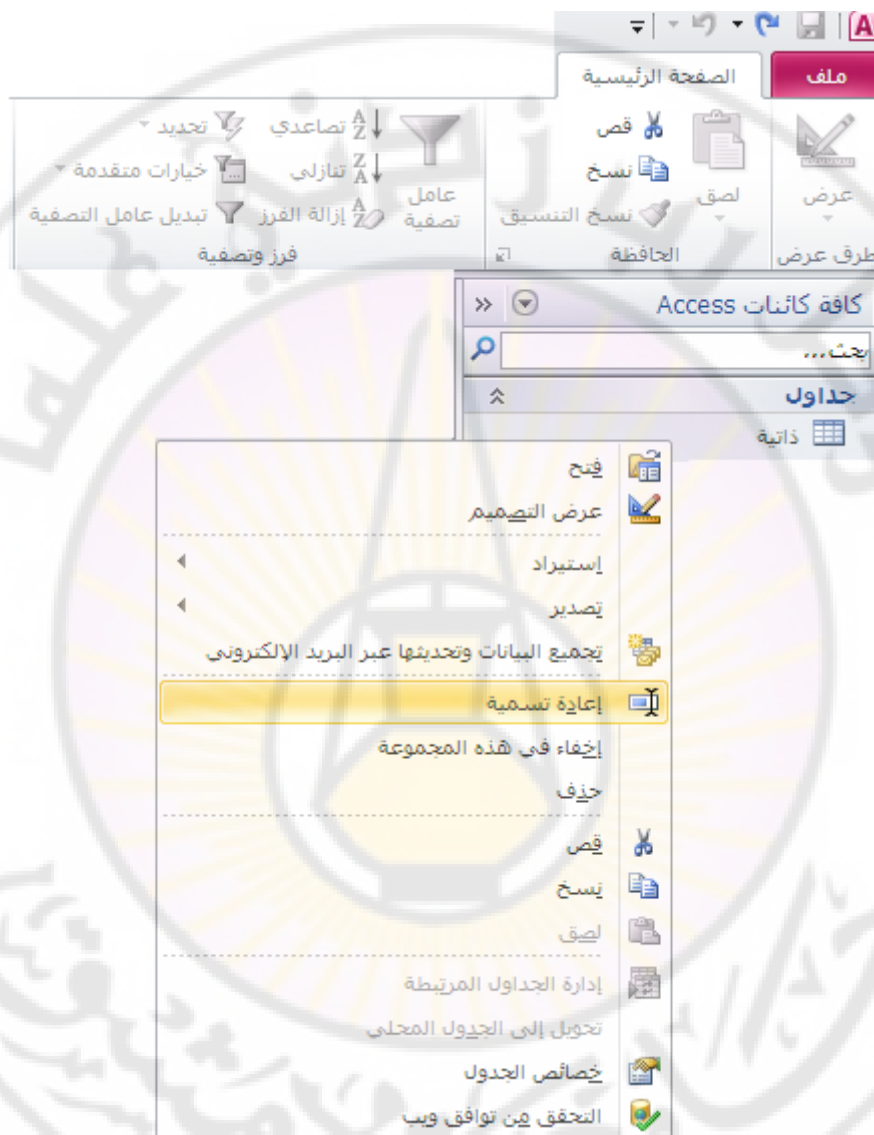 A
ملف الصفحة الرئيسية
عرض
لصق
قص
نسخ
نسخ التنسيق
عامل تصفية
تصاعدي
تنازلي
إزالة الفرز
تحديد
خيارات متقدمة
تبديل عامل التصفية
طرق عرض الحافظة فرز وتصفية
كافة كائنات Access
بحث...
جداول
ذاتية
فتح
عرض التصميم
إستيراد
تصدير
تجميع البيانات وتحديثها عبر البريد الإلكتروني
إعادة تسمية
إخفاء في هذه المجموعة
حذف
قص
نسخ
لصق
إدارة الجداول المرتبطة
تحويل إلى الجدول المحلي
خصائص الجدول
التحقق من توافق ويب